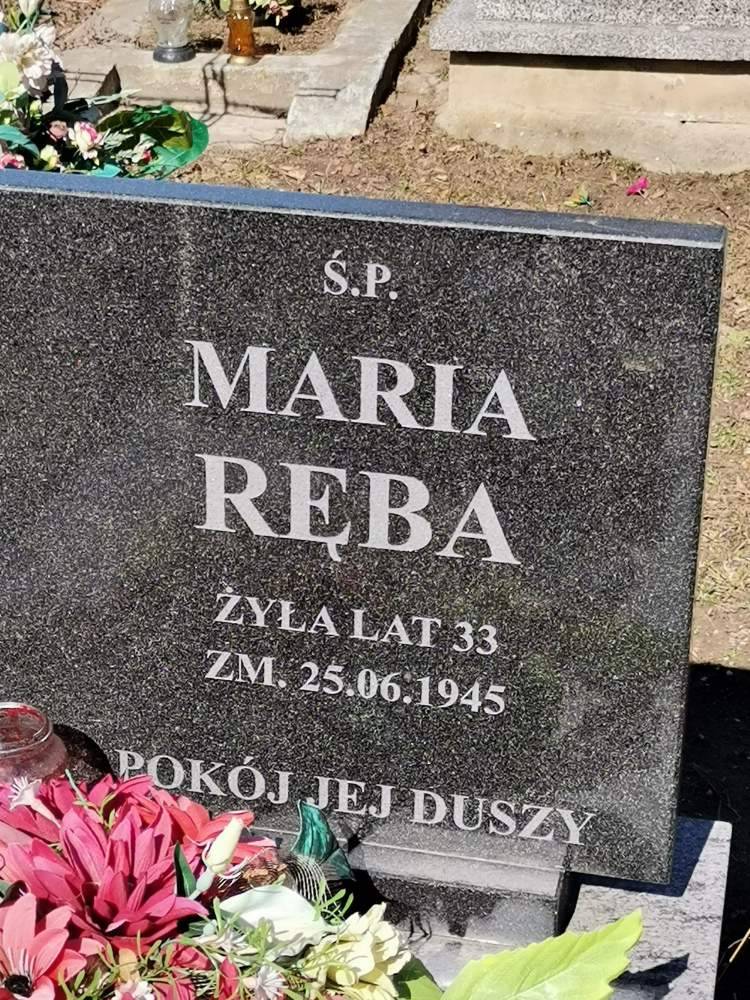 Ś.P.
MARIA
RĘBA
ŻYŁA LAT 33
ZM. 25.06.1945
POKÓJ JEJ DUSZY